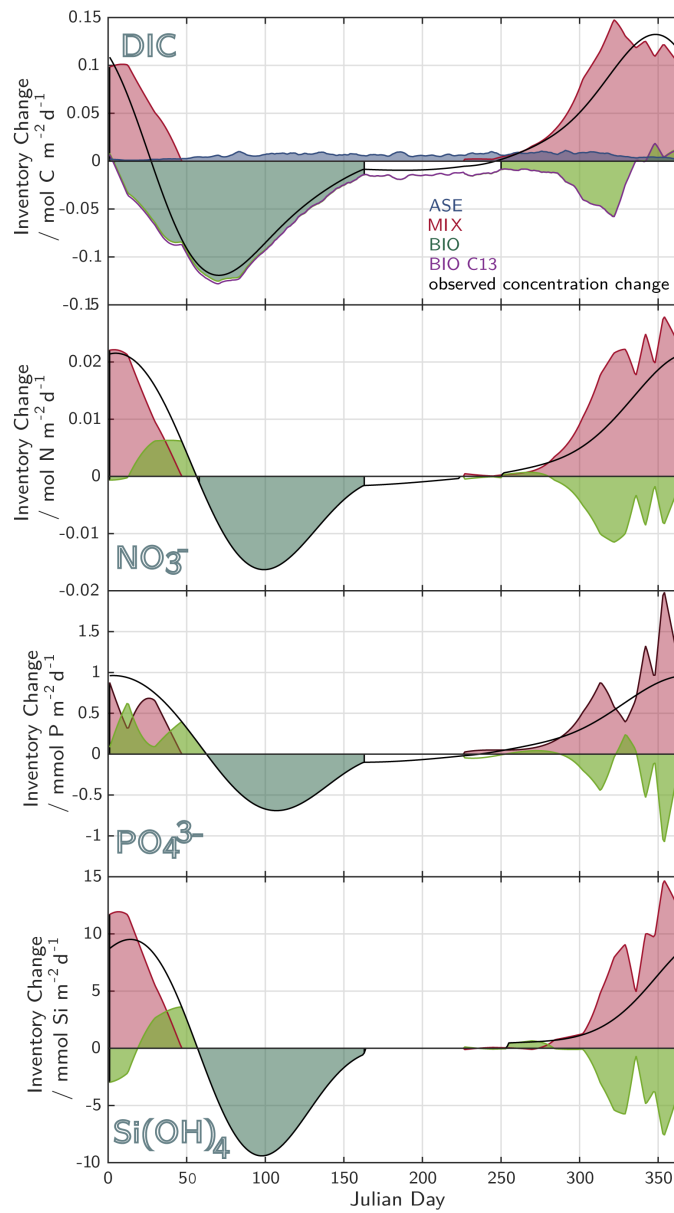 DIC
Inventory Change
/ mol C m-2 d-1
0.15
0.1
0.05
0
-0.05
-0.1
-0.15
ASE
MIX
BIO
BIO C13
observed concentration change
NO3-
Inventory Change
/ mol N m-2 d-1
0.02
0.01
0
-0.01
-0.02
PO43-
Inventory Change
/ mmol P m-2 d-1
1.5
1
0.5
0
-0.5
-1
Si(OH)4
Inventory Change
/ mmol Si m-2 d-1
15
10
5
0
-5
-10
0 50 100 150 200 250 300 350
Julian Day